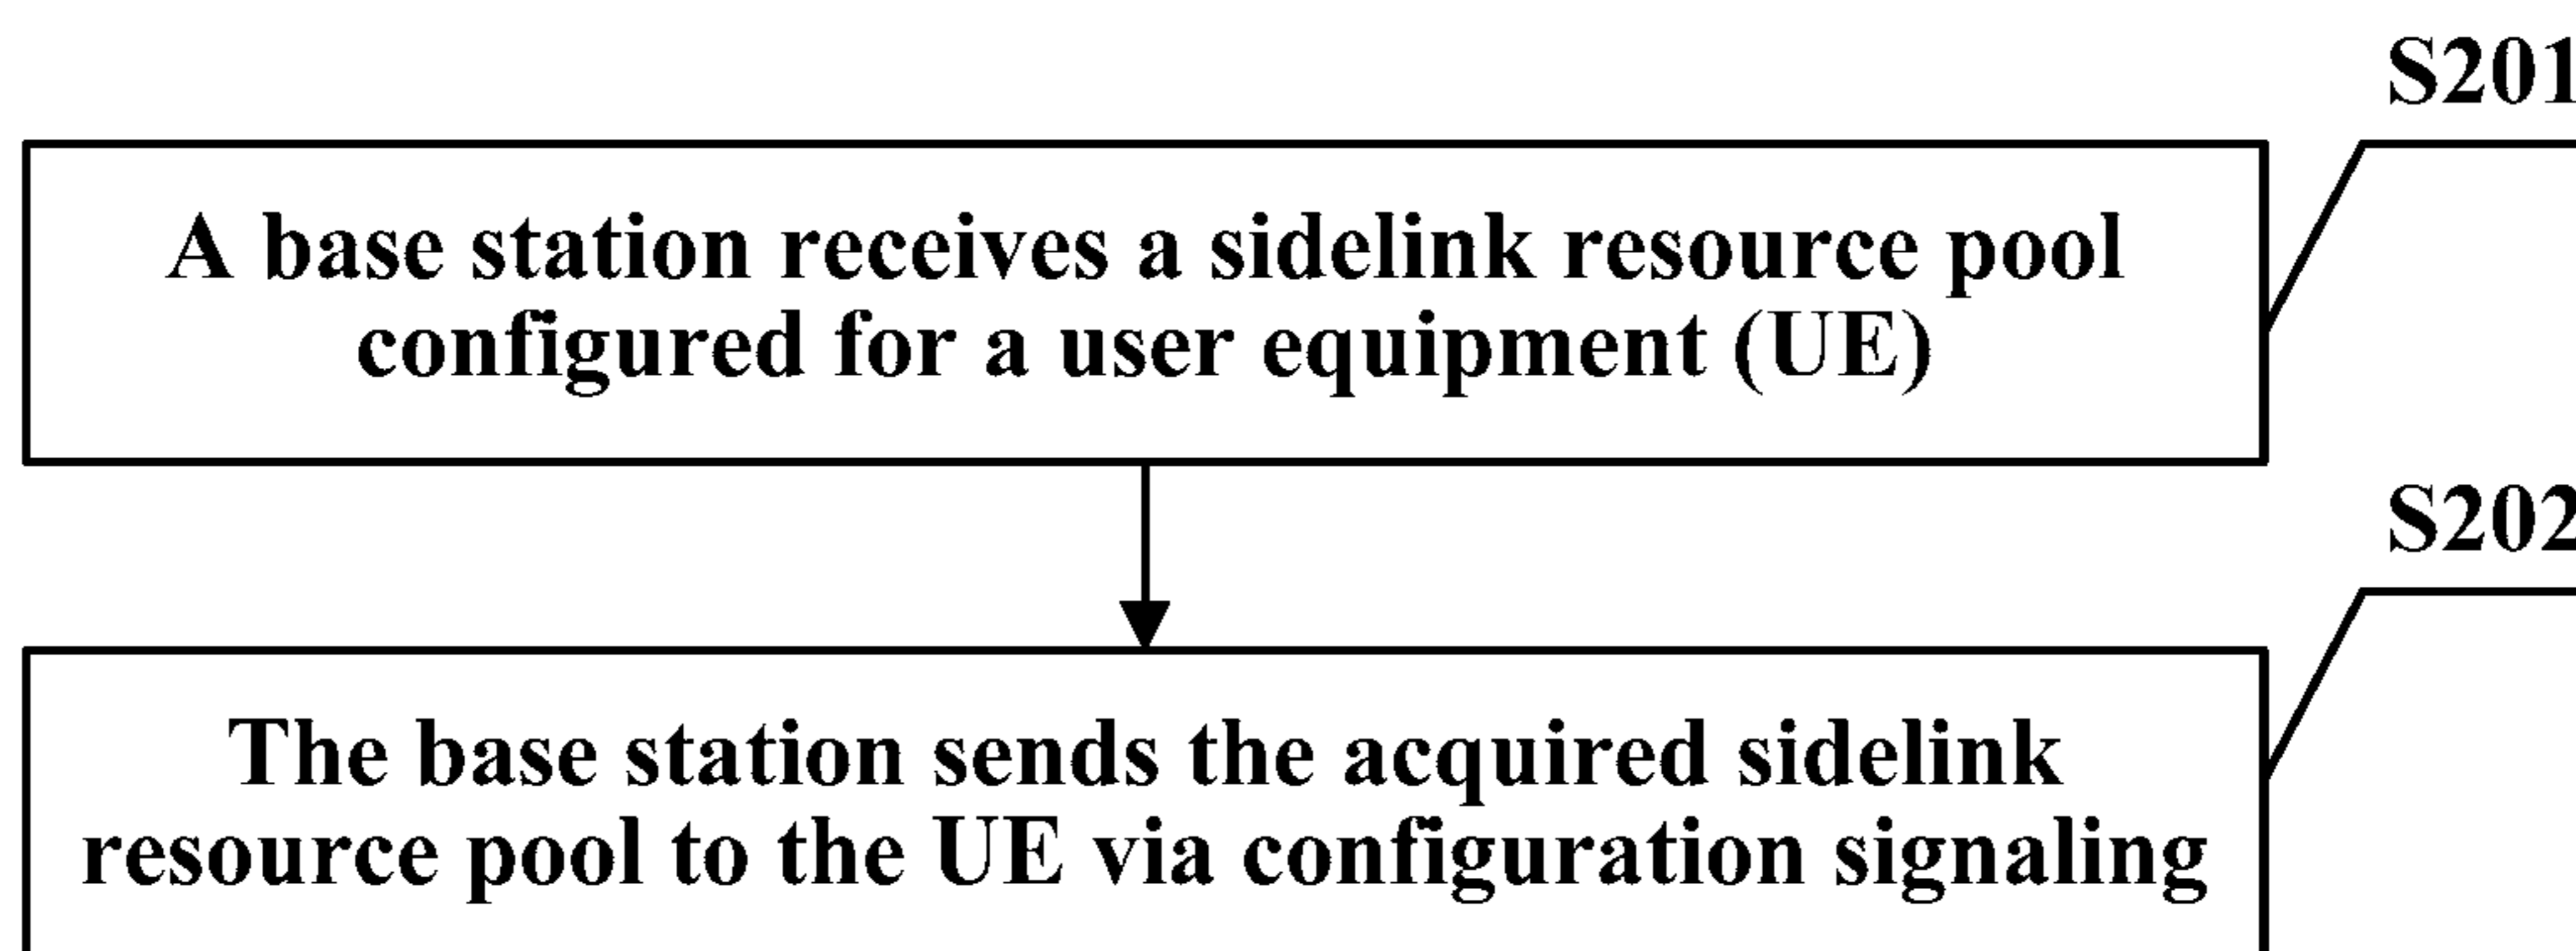 S201
A base station receives a sidelink resource pool
configured for a user equipment (UE)
S202
The base station sends the acquired sidelink
resource pool to the UE via configuration signaling